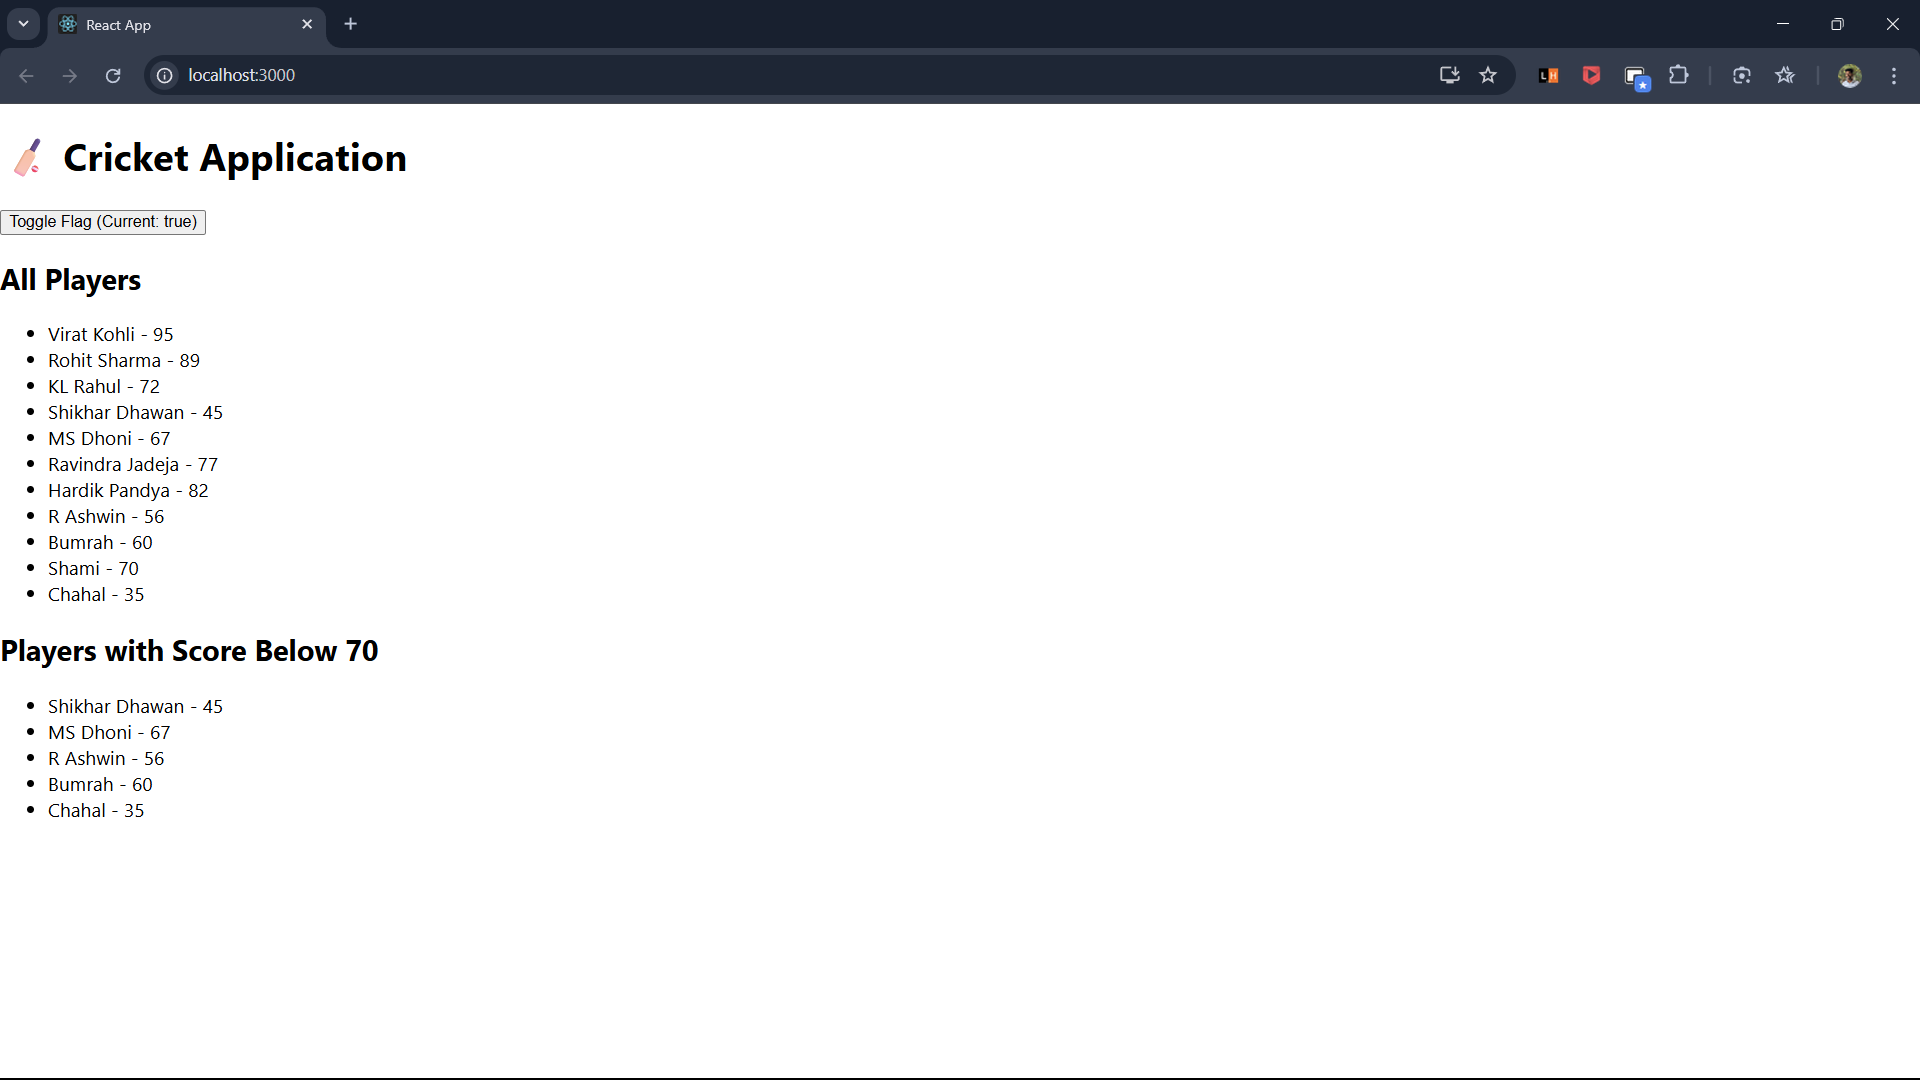 React App
localhost:3000
LH
Cricket Application
Toggle Flag (Current: true)
All Players
Virat Kohli - 95
Rohit Sharma - 89
KL Rahul - 72
Shikhar Dhawan - 45
MS Dhoni - 67
Ravindra Jadeja - 77
Hardik Pandya - 82
R Ashwin - 56
Bumrah - 60
Shami - 70
Chahal - 35
Players with Score Below 70
Shikhar Dhawan - 45
MS Dhoni - 67
R Ashwin - 56
Bumrah - 60
Chahal - 35